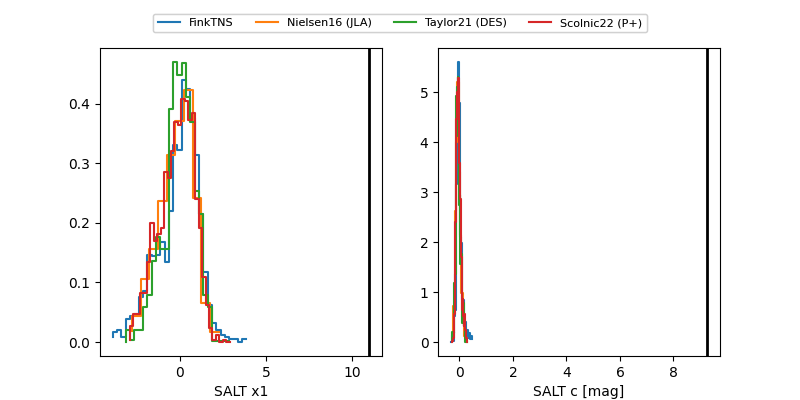 FinkTNS Nielsen16 (JLA) Taylor21 (DES) Scolnic22 (P+)
0.4
0.3
0.2
0.1
0.0
0 5 10
SALT x1
5
4
3
2
1
0
0 2 4 6 8
SALT c [mag]